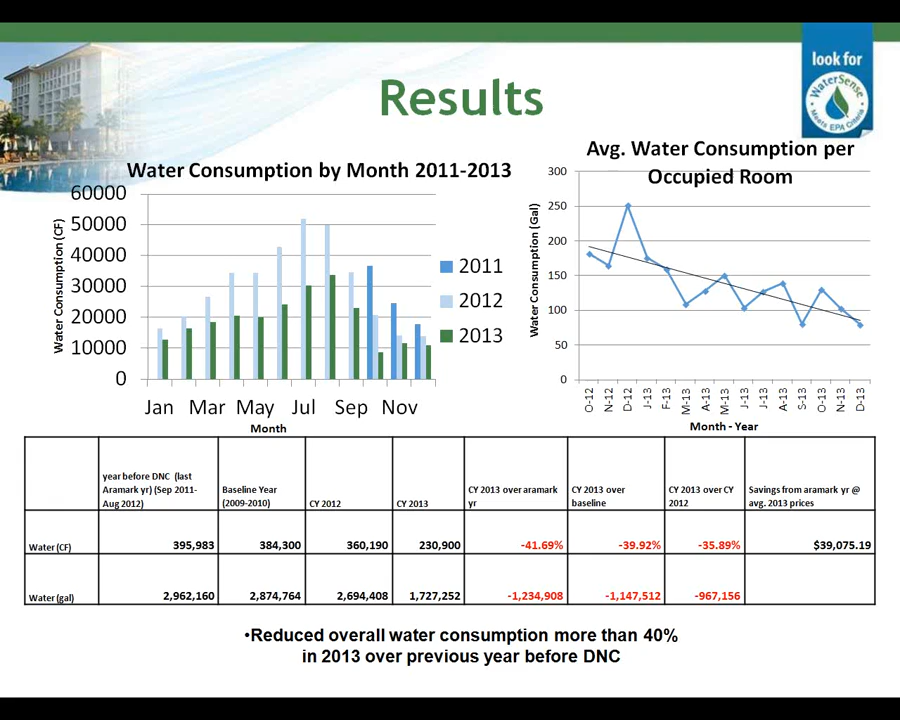 look for
WaterSense
Meets EPA Criteria
Results
Water Consumption by Month 2011-2013
Water Consumption (CF)
60000
50000
40000
30000
20000
10000
0
Jan Mar May Jul Sep Nov
Month
2011
2012
2013
Avg. Water Consumption per
Occupied Room
Water Consumption (Gal)
300
250
200
150
100
50
0
O-12 N-12 D-12 J-13 F-13 M-13 A-13 M-13 J-13 J-13 A-13 S-13 O-13 N-13 D-13
Month - Year
year before DNC (last
Aramark yr) (Sep 2011-
Aug 2012)
Baseline Year
(2009-2010)
CY 2012
CY 2013
CY 2013 over aramark
yr
CY 2013 over
baseline
CY 2013 over CY
2012
Savings from aramark yr @
avg. 2013 prices
Water (CF) 395,983 384,300 360,190 230,900 -41.69% -39.92% -35.89% $39,075.19
Water (gal) 2,962,160 2,874,764 2,694,408 1,727,252 -1,234,908 -1,147,512 -967,156
•Reduced overall water consumption more than 40%
in 2013 over previous year before DNC